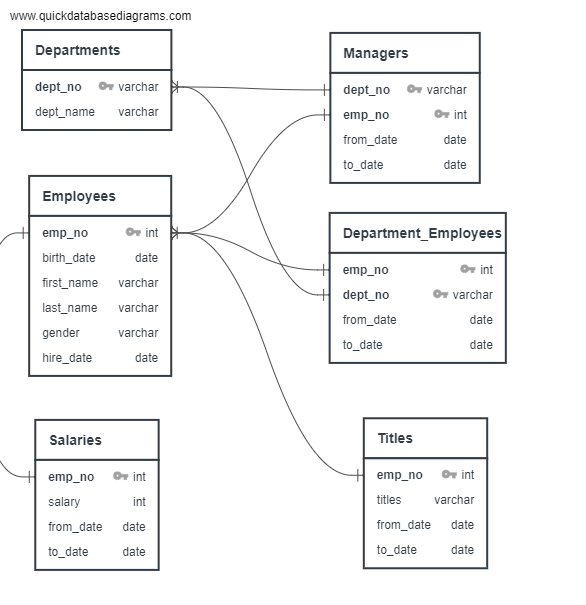 www.quickdatabasediagrams.com
Departments
dept_no varchar
dept_name varchar
Managers
dept_no varchar
emp_no int
from_date date
to_date date
Employees
emp_no int
birth_date date
first_name varchar
last_name varchar
gender varchar
hire_date date
Department_Employees
emp_no int
dept_no varchar
from_date date
to_date date
Salaries
emp_no int
salary int
from_date date
to_date date
Titles
emp_no int
titles varchar
from_date date
to_date date